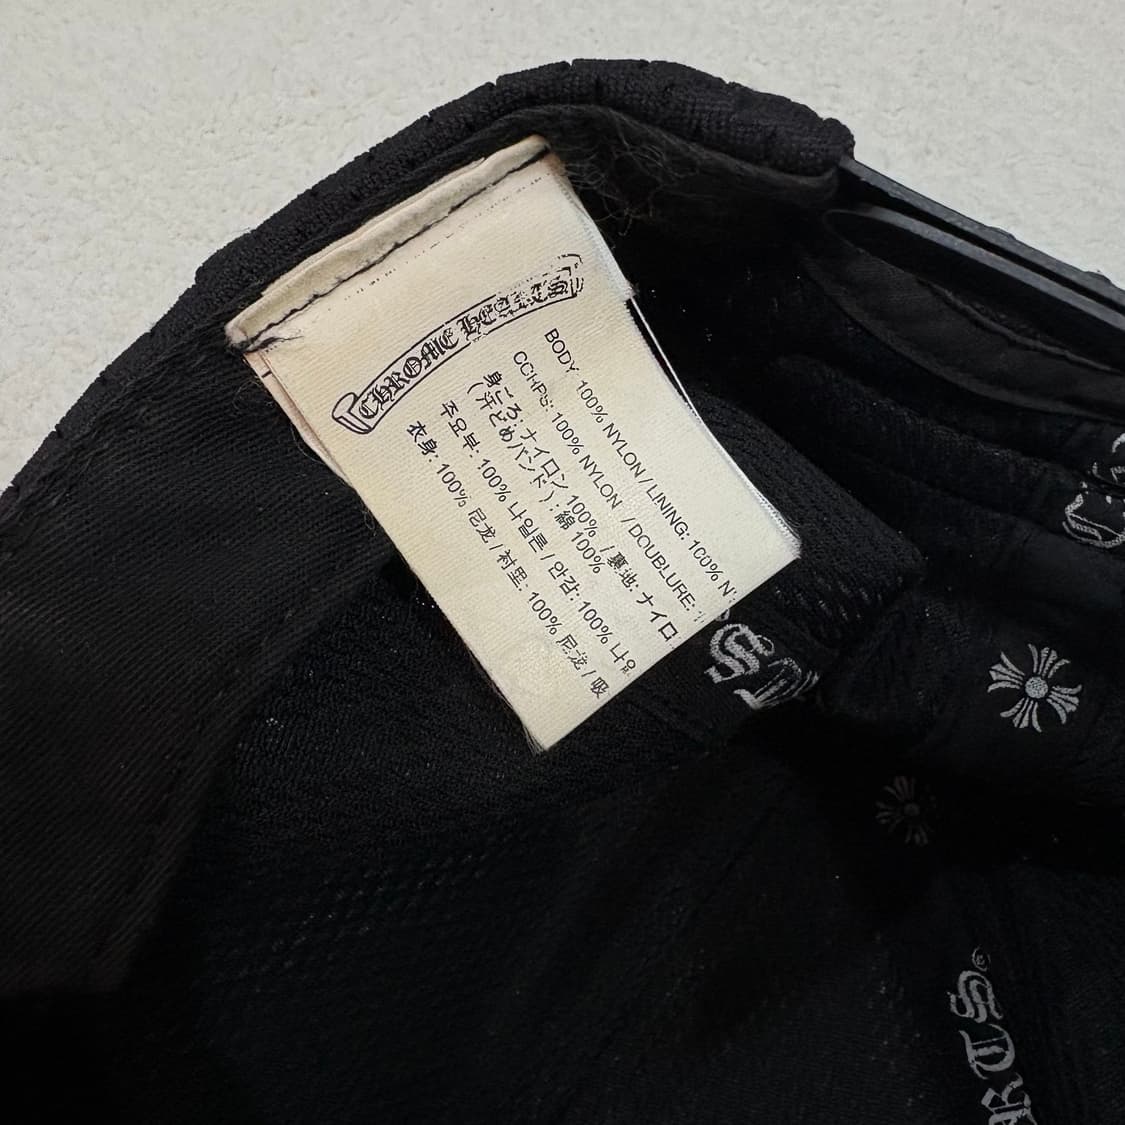 CHROME HEARTS
BODY: 100% NYLON / LINING: 100% N
CORPS: 100% NYLON / DOUBLURE:
身ごろ: ナイロン 100% / 裏地: ナイロ
(汗どめバンド): 綿 100%
주요부: 100% 나일론 / 안감: 100% 나일
衣身: 100% 尼龙 / 衬里: 100% 尼龙 / 吸
RTS®